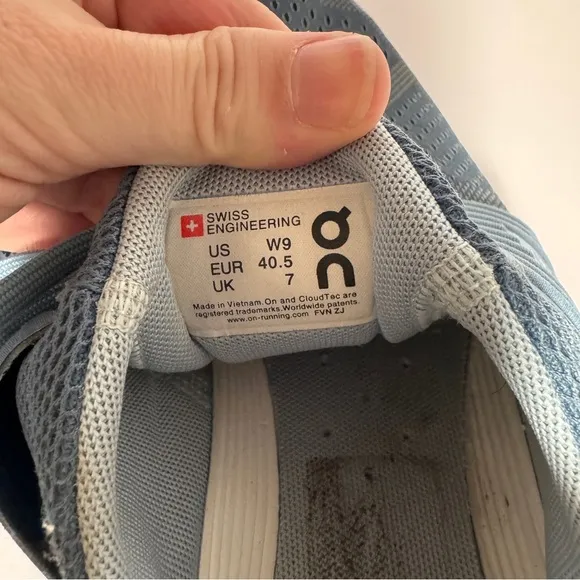 SWISS
ENGINEERING
US W9
EUR 40.5
UK 7
on
Made in Vietnam.On and CloudTec are
registered trademarks.Worldwide patents.
www.on-running.com FVN ZJ